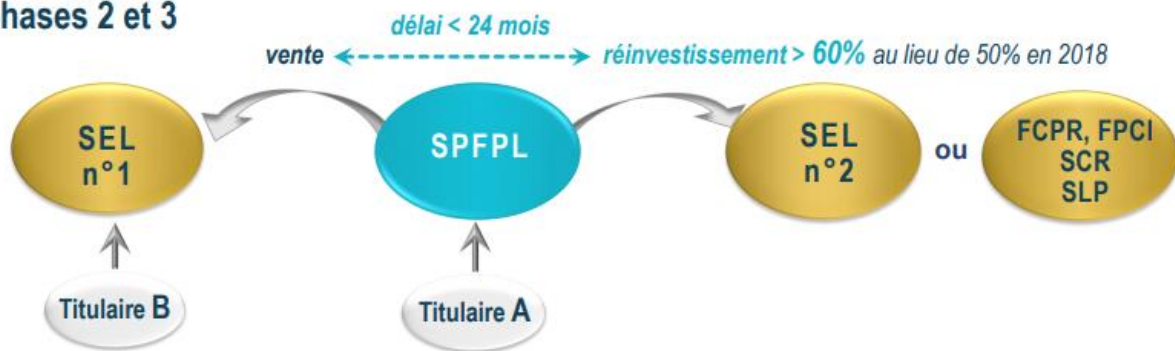 hases 2 et 3
délai < 24 mois
vente
réinvestissement > 60% au lieu de 50% en 2018
SEL
n°1
SPFPL
SEL
n°2
ou
FCPR, FPCI
SCR
SLP
Titulaire B
Titulaire A